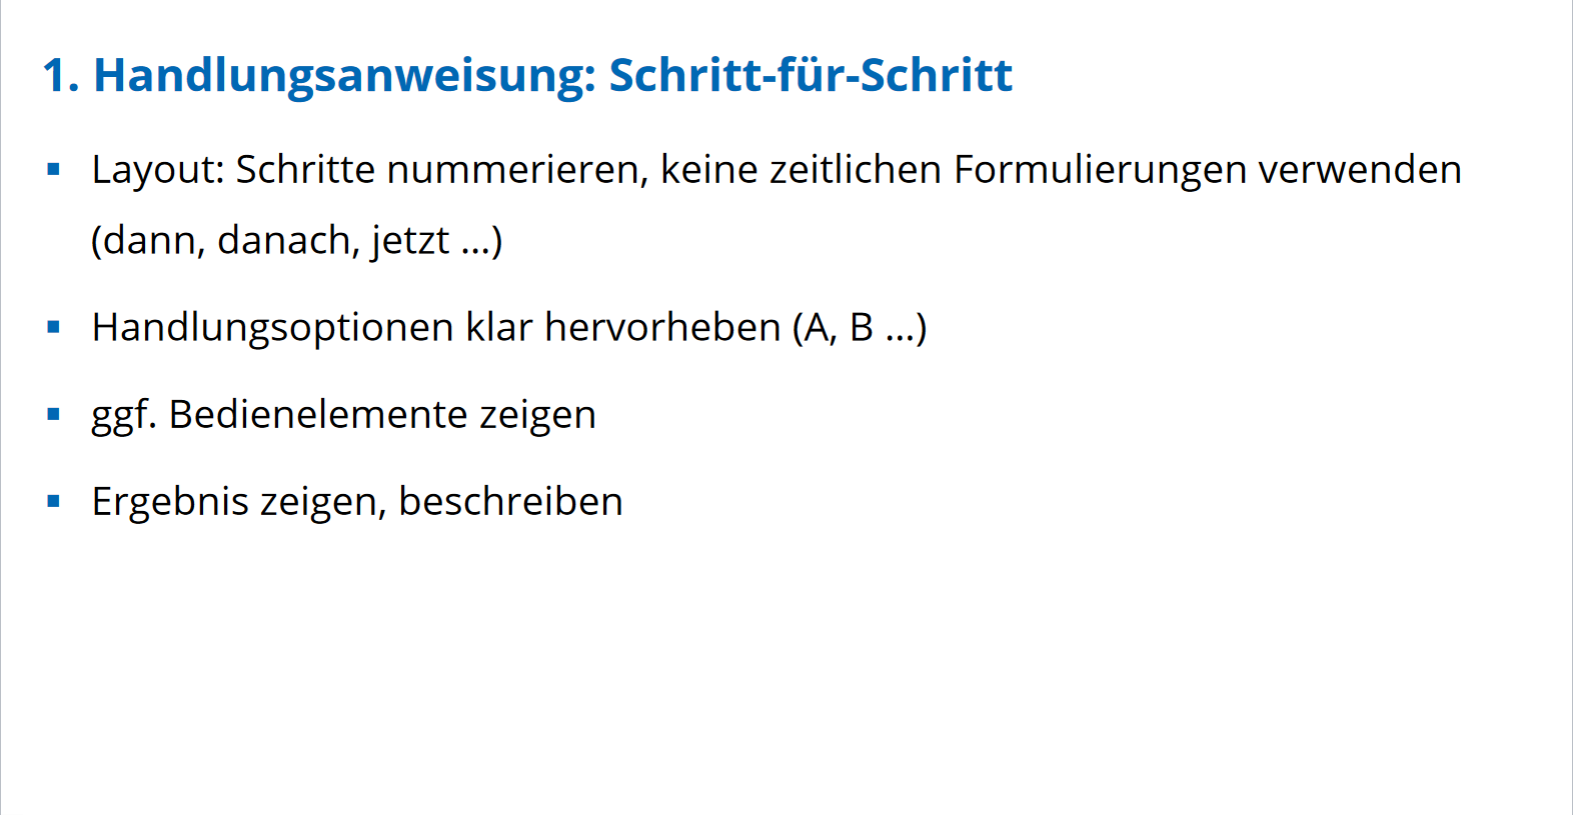 1. Handlungsanweisung: Schritt-für-Schritt
▪ Layout: Schritte nummerieren, keine zeitlichen Formulierungen verwenden
(dann, danach, jetzt ...)
▪ Handlungsoptionen klar hervorheben (A, B ...)
▪ ggf. Bedienelemente zeigen
▪ Ergebnis zeigen, beschreiben